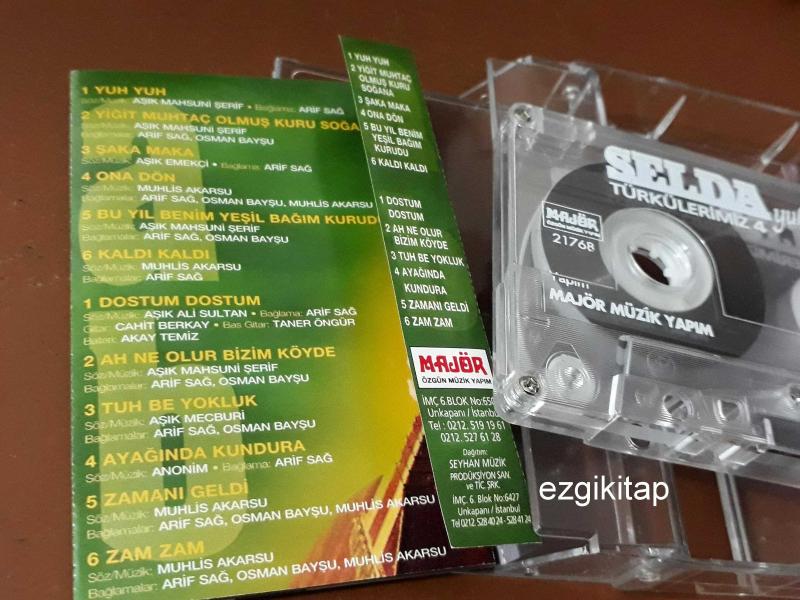 1 YUH YUH
Söz/Müzik: AŞIK MAHSUNİ ŞERİF • Bağlama: ARİF SAĞ
2 YİĞİT MUHTAÇ OLMUŞ KURU SOĞA
Söz/Müzik: AŞIK MAHSUNİ ŞERİF
Bağlamalar: ARİF SAĞ, OSMAN BAYŞU
3 ŞAKA MAKA
Söz/Müzik: AŞIK EMEKÇİ • Bağlama: ARİF SAĞ
4 ONA DÖN
Söz/Müzik: MUHLİS AKARSU
Bağlamalar: ARİF SAĞ, OSMAN BAYŞU, MUHLİS AKARSU
5 BU YIL BENİM YEŞİL BAĞIM KURUD
Söz/Müzik: AŞIK MAHSUNİ ŞERİF
Bağlamalar: ARİF SAĞ, OSMAN BAYŞU
6 KALDI KALDI
Söz/Müzik: MUHLİS AKARSU
Bağlamalar: ARİF SAĞ
1 DOSTUM DOSTUM
Söz/Müzik: AŞIK ALİ SULTAN • Bağlama: ARİF SAĞ
Gitar: CAHİT BERKAY • Bas Gitar: TANER ÖNGÜR
Bateri: AKAY TEMİZ
2 AH NE OLUR BİZİM KÖYDE
Söz/Müzik: AŞIK MAHSUNİ ŞERİF
Bağlamalar: ARİF SAĞ, OSMAN BAYŞU
3 TUH BE YOKLUK
Söz/Müzik: AŞIK MECBURİ
Bağlamalar: ARİF SAĞ, OSMAN BAYŞU
4 AYAĞINDA KUNDURA
Söz/Müzik: ANONİM • Bağlama: ARİF SAĞ
5 ZAMANI GELDİ
Söz/Müzik: MUHLİS AKARSU
Bağlamalar: ARİF SAĞ, OSMAN BAYŞU, MUHLİS AKARSU
6 ZAM ZAM
Söz/Müzik: MUHLİS AKARSU
Bağlamalar: ARİF SAĞ, OSMAN BAYŞU, MUHLİS AKARSU
1 YUH YUH
2 YİĞİT MUHTAÇ
OLMUŞ KURU
SOĞANA
3 ŞAKA MAKA
4 ONA DÖN
5 BU YIL BENİM
YEŞİL BAĞIM
KURUDU
6 KALDI KALDI
1 DOSTUM
DOSTUM
2 AH NE OLUR
BİZİM KÖYDE
3 TUH BE YOKLUK
4 AYAĞINDA
KUNDURA
5 ZAMANI GELDİ
6 ZAM ZAM
MAJÖR
ÖZGÜN MÜZİK YAPIM
İMÇ 6.BLOK No:650
Unkapanı / İstanbul
Tel : 0212. 519 19 61
0212. 527 61 28
Dağıtım:
SEYHAN MÜZİK
PRODÜKSİYON SAN.
ve TİC ŞRK.
İMÇ. 6. Blok No:6427
Unkapanı / İstanbul
Tel 0212. 528 40 24 - 528 41 24
SELDA
TÜRKÜLERİMİZ 4
MAJÖR
21768
Yapım
MAJÖR MÜZİK YAPIM
ezgikitap